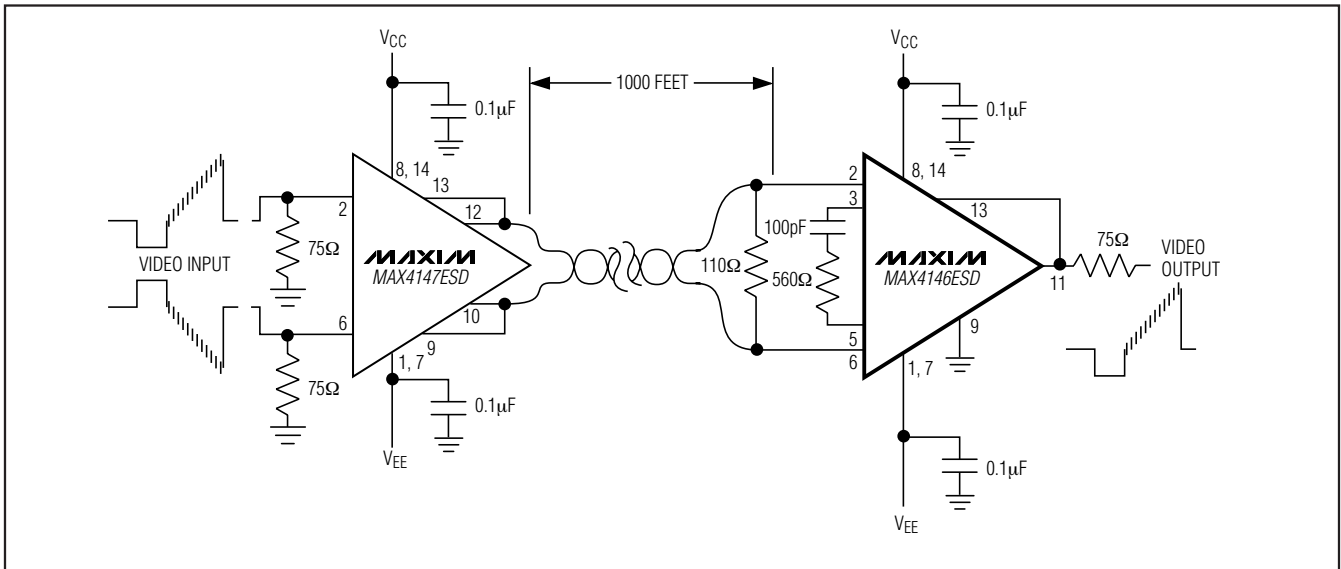 VCC
0.1µF
8, 14
13
12
2
75Ω
VIDEO INPUT
MAXIM
MAX4147ESD
6
75Ω
10
9
1, 7
0.1µF
VEE
1000 FEET
110Ω
VCC
0.1µF
8, 14
2
3
100pF
560Ω
13
MAXIM
MAX4146ESD
5
6
9
1, 7
11
75Ω
VIDEO
OUTPUT
0.1µF
VEE